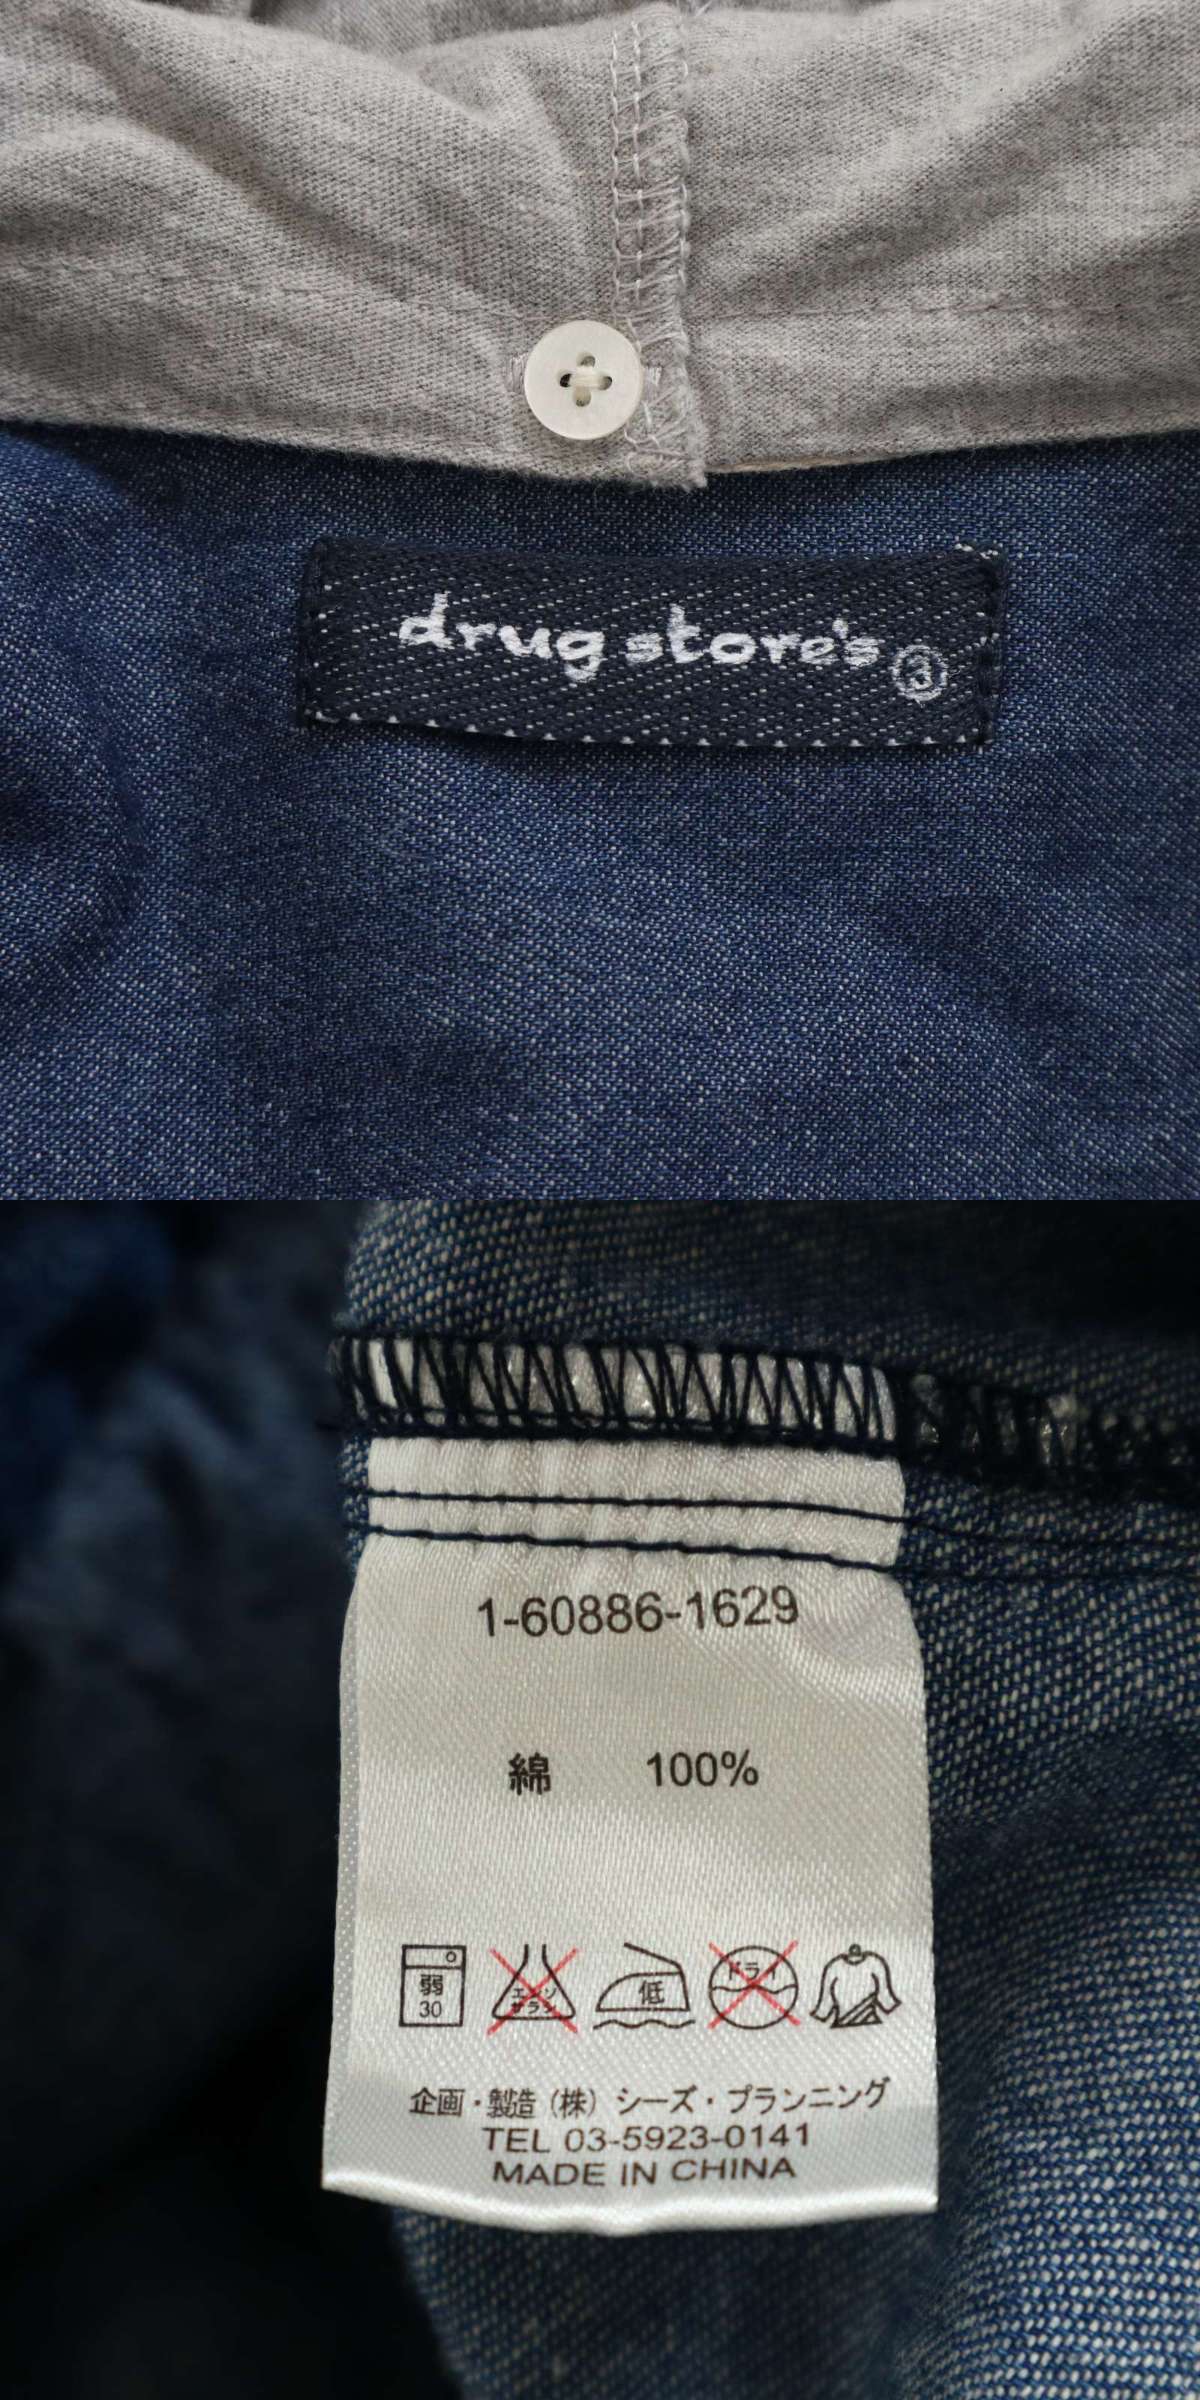 drug store's ③
1-60886-1629
綿 100%
弱 30 エンソ サラシ 低 ドライ
企画・製造（株）シーズ・プランニング
TEL 03-5923-0141
MADE IN CHINA